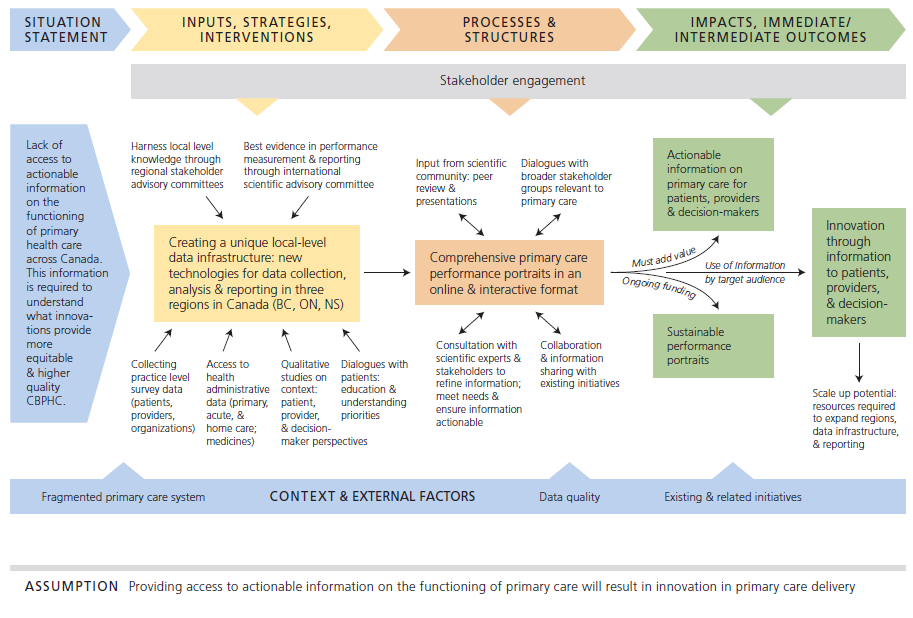 SITUATION
STATEMENT
INPUTS, STRATEGIES,
INTERVENTIONS
PROCESSES &
STRUCTURES
IMPACTS, IMMEDIATE/
INTERMEDIATE OUTCOMES
Stakeholder engagement
Lack of
access to
actionable
information
on the
functioning
of primary
health care
across Canada.
This information
is required to
understand
what innova-
tions provide
more
equitable
& higher
quality
CBPHC.
Harness local level
knowledge through
regional stakeholder
advisory committees
Best evidence in performance
measurement & reporting
through international
scientific advisory committee
Creating a unique local-level
data infrastructure: new
technologies for data collection,
analysis & reporting in three
regions in Canada (BC, ON, NS)
Collecting
practice level
survey data
(patients,
providers,
organizations)
Access to
health
administrative
data (primary,
acute, &
home care;
medicines)
Qualitative
studies on
context:
patient,
provider,
& decision-
maker perspectives
Dialogues with
patients:
education &
understanding
priorities
Input from scientific
community: peer
review &
presentations
Dialogues with
broader stakeholder
groups relevant to
primary care
Comprehensive primary care
performance portraits in an
online & interactive format
Consultation with
scientific experts &
stakeholders to
refine information;
meet needs &
ensure information
actionable
Collaboration
& information
sharing with
existing initiatives
Must add value
Use of Information
by target audience
Ongoing funding
Actionable
information on
primary care for
patients, providers
& decision-makers
Sustainable
performance
portraits
Innovation
through
information
to patients,
providers,
& decision-
makers
Scale up potential:
resources required
to expand regions,
data infrastructure,
& reporting
Fragmented primary care system
CONTEXT & EXTERNAL FACTORS
Data quality
Existing & related initiatives
ASSUMPTION Providing access to actionable information on the functioning of primary care will result in innovation in primary care delivery